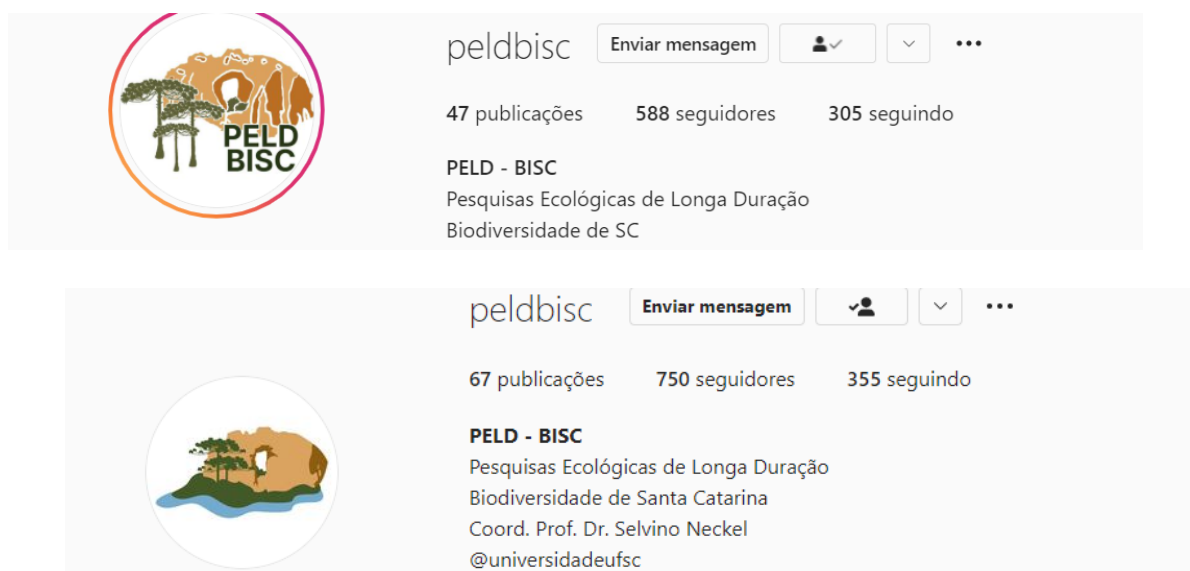 peldbisc Enviar mensagem
47 publicações 588 seguidores 305 seguindo
PELD
BISC
PELD - BISC
Pesquisas Ecológicas de Longa Duração
Biodiversidade de SC
peldbisc Enviar mensagem
67 publicações 750 seguidores 355 seguindo
PELD - BISC
Pesquisas Ecológicas de Longa Duração
Biodiversidade de Santa Catarina
Coord. Prof. Dr. Selvino Neckel
@universidadeufsc